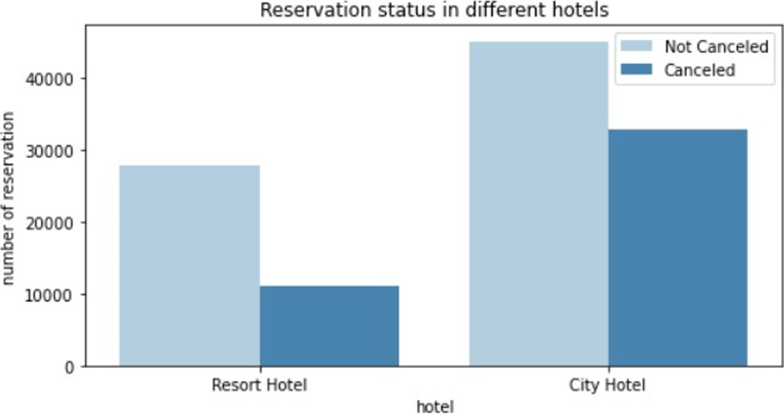 Reservation status in different hotels
Not Canceled
Canceled
number of reservation
40000
30000
20000
10000
0
Resort Hotel
City Hotel
hotel